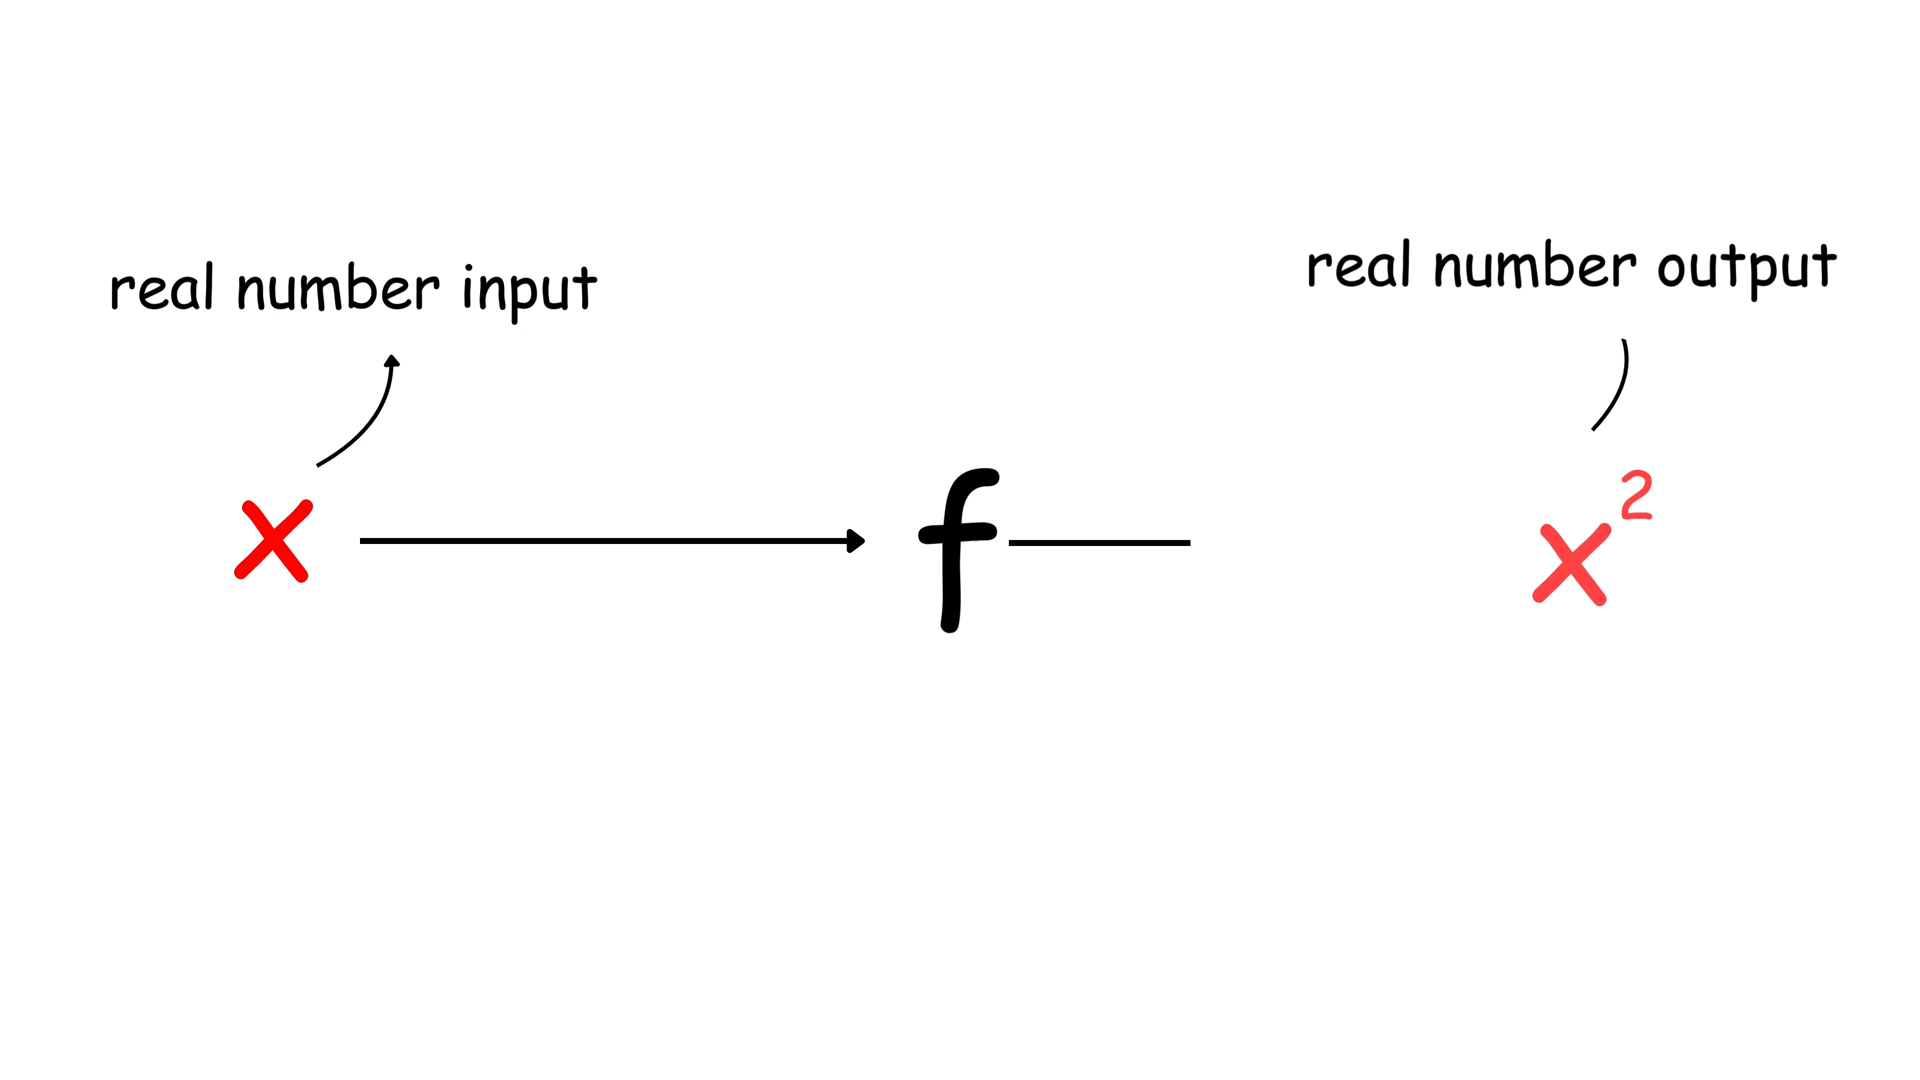 real number input
real number output
x
f
x²